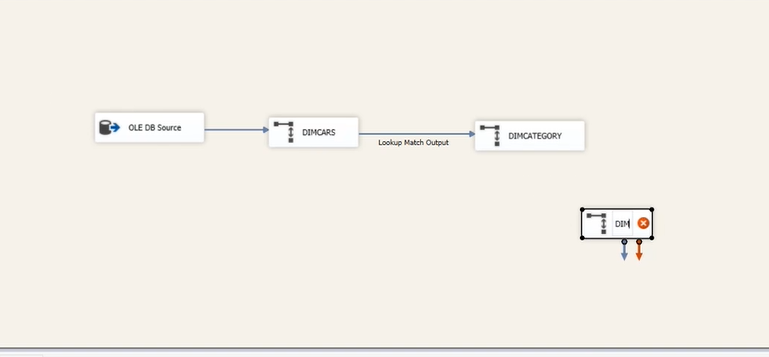 OLE DB Source
DIMCARS
Lookup Match Output
DIMCATEGORY
DIM